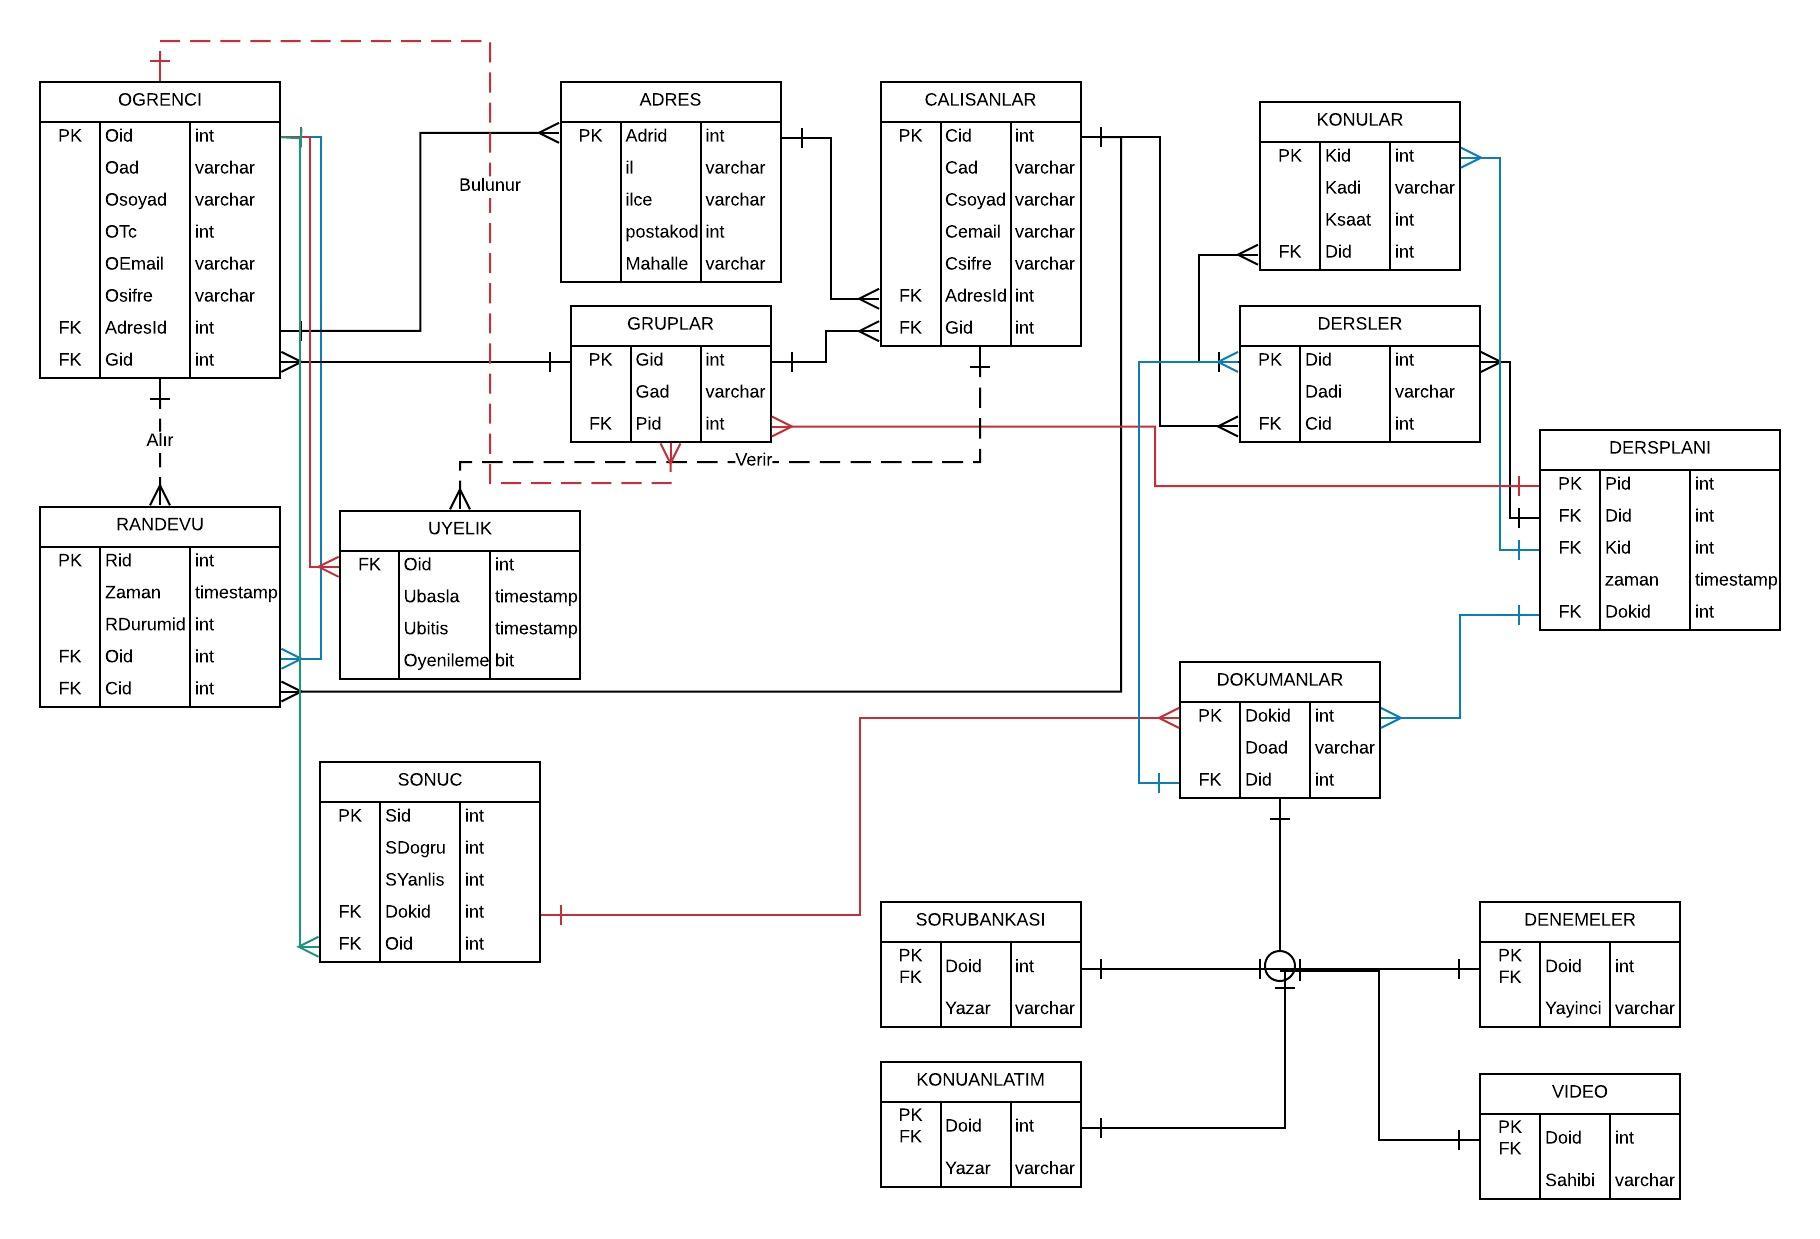 OGRENCI
PK Oid int
Oad varchar
Osoyad varchar
OTc int
OEmail varchar
Osifre varchar
FK AdresId int
FK Gid int
ADRES
PK Adrid int
il varchar
ilce varchar
postakod int
Mahalle varchar
CALISANLAR
PK Cid int
Cad varchar
Csoyad varchar
Cemail varchar
Csifre varchar
FK AdresId int
FK Gid int
KONULAR
PK Kid int
Kadi varchar
Ksaat int
FK Did int
Bulunur
GRUPLAR
PK Gid int
Gad varchar
FK Pid int
DERSLER
PK Did int
Dadi varchar
FK Cid int
Alır
Verir
DERSPLANI
PK Pid int
FK Did int
FK Kid int
zaman timestamp
FK Dokid int
RANDEVU
PK Rid int
Zaman timestamp
RDurumid int
FK Oid int
FK Cid int
UYELIK
FK Oid int
Ubasla timestamp
Ubitis timestamp
Oyenileme bit
DOKUMANLAR
PK Dokid int
Doad varchar
FK Did int
SONUC
PK Sid int
SDogru int
SYanlis int
FK Dokid int
FK Oid int
SORUBANKASI
PK
FK Doid int
Yazar varchar
DENEMELER
PK
FK Doid int
Yayinci varchar
KONUANLATIM
PK
FK Doid int
Yazar varchar
VIDEO
PK
FK Doid int
Sahibi varchar